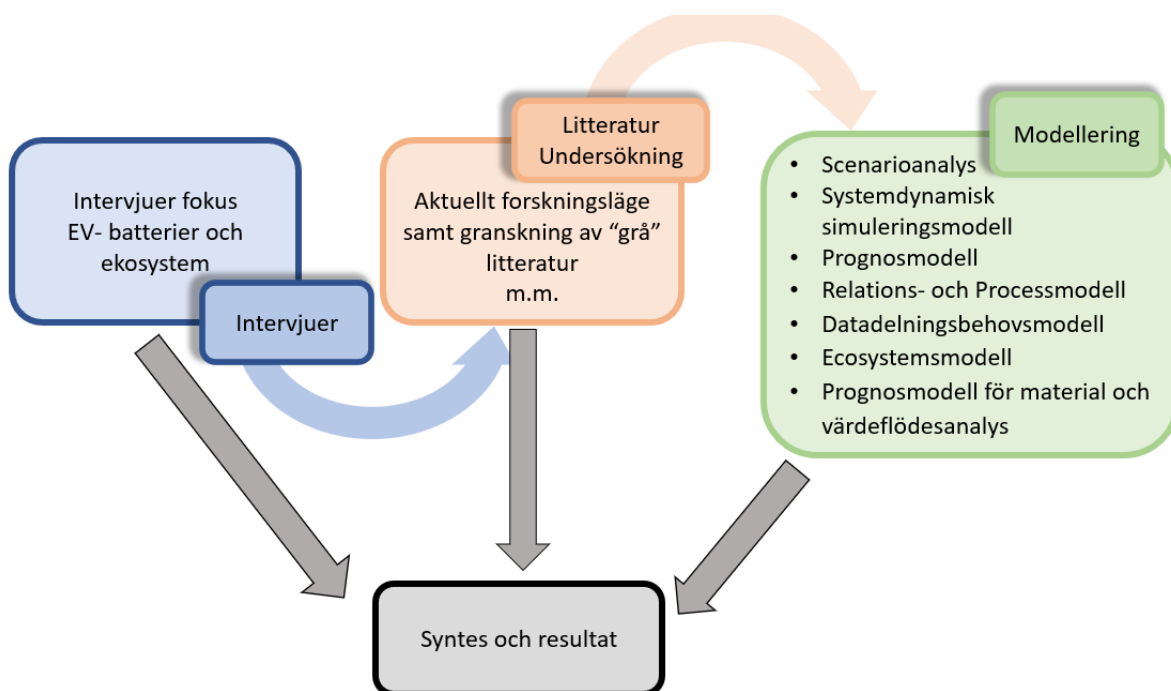 Intervjuer fokus
EV- batterier och
ekosystem
Intervjuer
Litteratur
Undersökning
Aktuellt forskningsläge
samt granskning av “grå”
litteratur
m.m.
Modellering
• Scenarioanalys
• Systemdynamisk
simuleringsmodell
• Prognosmodell
• Relations- och Processmodell
• Datadelningsbehovsmodell
• Ecosystemsmodell
• Prognosmodell för material och
värdeflödesanalys
Syntes och resultat